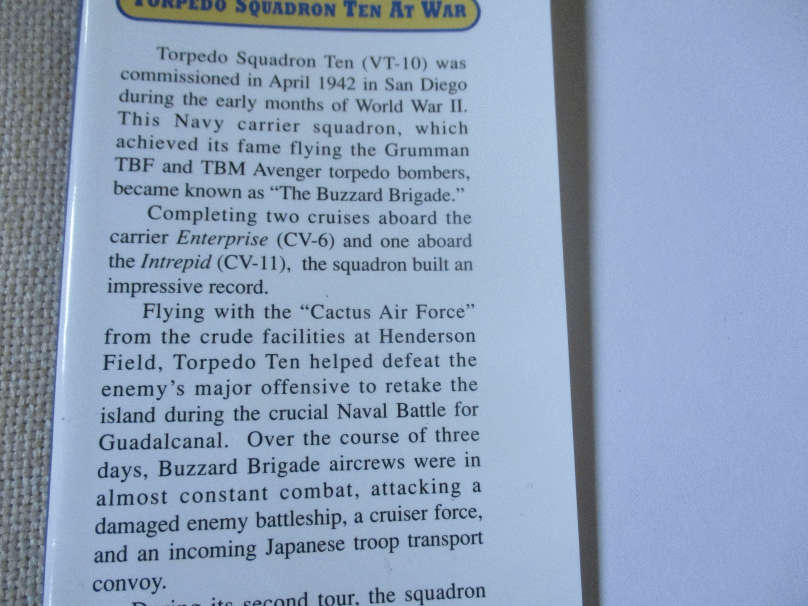 TORPEDO SQUADRON TEN AT WAR
Torpedo Squadron Ten (VT-10) was
commissioned in April 1942 in San Diego
during the early months of World War II.
This Navy carrier squadron, which
achieved its fame flying the Grumman
TBF and TBM Avenger torpedo bombers,
became known as “The Buzzard Brigade.”
Completing two cruises aboard the
carrier Enterprise (CV-6) and one aboard
the Intrepid (CV-11), the squadron built an
impressive record.
Flying with the “Cactus Air Force”
from the crude facilities at Henderson
Field, Torpedo Ten helped defeat the
enemy’s major offensive to retake the
island during the crucial Naval Battle for
Guadalcanal. Over the course of three
days, Buzzard Brigade aircrews were in
almost constant combat, attacking a
damaged enemy battleship, a cruiser force,
and an incoming Japanese troop transport
convoy.
During its second tour, the squadron